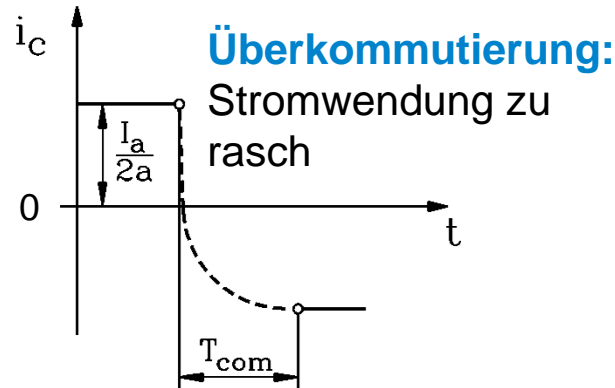 i_c
Überkommutierung:
Stromwendung zu
rasch
I_a
2a
0
t
T_com